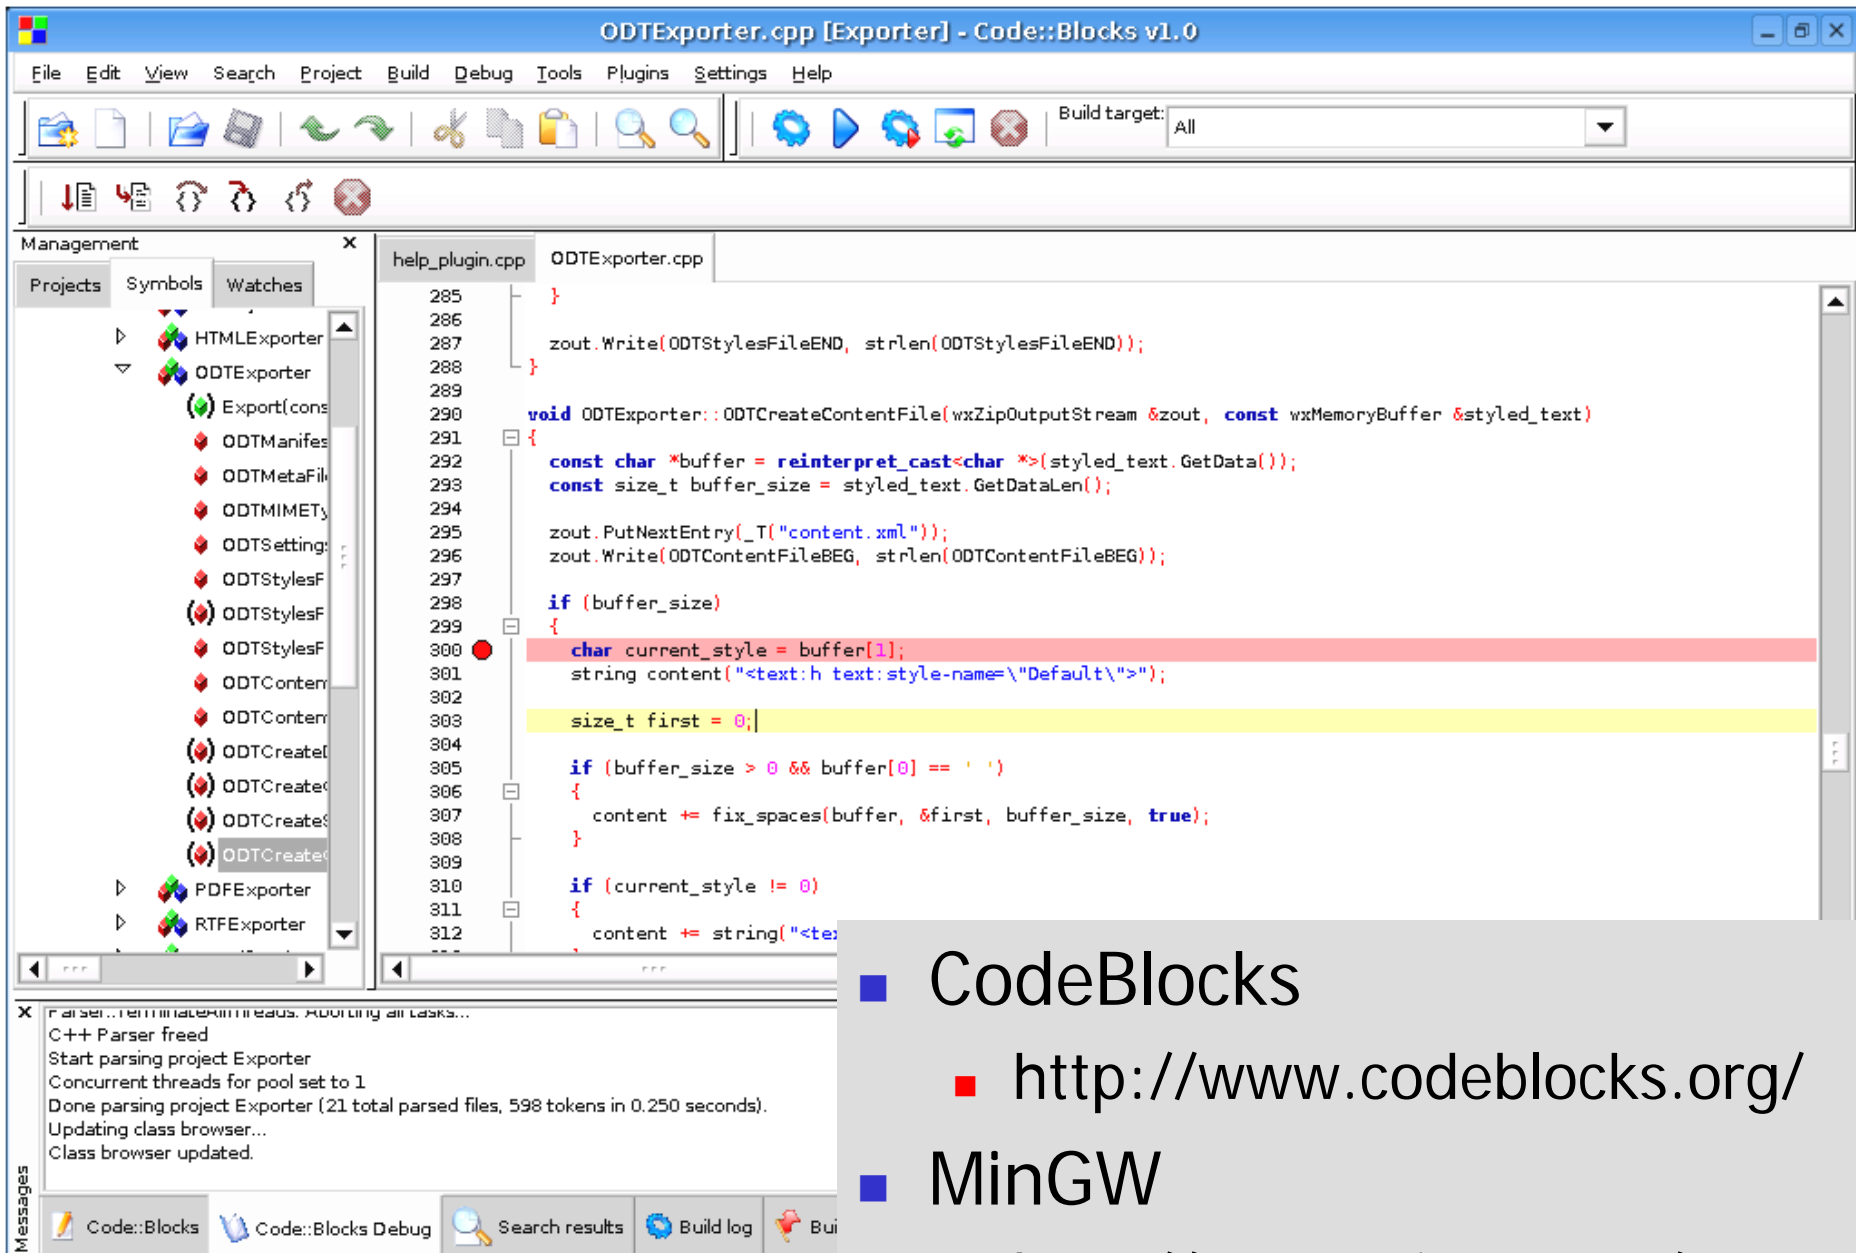 ODTExporter.cpp [Exporter] - Code::Blocks v1.0
File Edit View Search Project Build Debug Tools Plugins Settings Help
Build target: All
Management
Projects Symbols Watches
HTMLExporter
ODTExporter
Export(cons
ODTManifes
ODTMetaFil
ODTMIMETy
ODTSetting
ODTStylesF
ODTStylesF
ODTStylesF
ODTConten
ODTConten
ODTCreate
ODTCreate
ODTCreate
ODTCreate
PDFExporter
RTFExporter
help_plugin.cpp ODTExporter.cpp
285 }
286
287 zout.Write(ODTStylesFileEND, strlen(ODTStylesFileEND));
288 }
289
290 void ODTExporter::ODTCreateContentFile(wxZipOutputStream &zout, const wxMemoryBuffer &styled_text)
291 {
292 const char *buffer = reinterpret_cast<char *>(styled_text.GetData());
293 const size_t buffer_size = styled_text.GetDataLen();
294
295 zout.PutNextEntry(_T("content.xml"));
296 zout.Write(ODTContentFileBEG, strlen(ODTContentFileBEG));
297
298 if (buffer_size)
299 {
300 char current_style = buffer[1];
301 string content("<text:h text:style-name=\"Default\">");
302
303 size_t first = 0;
304
305 if (buffer_size > 0 && buffer[0] == ' ')
306 {
307 content += fix_spaces(buffer, &first, buffer_size, true);
308 }
309
310 if (current_style != 0)
311 {
312 content += string("<te
Parser::TerminateAllThreads: Aborting all tasks...
C++ Parser freed
Start parsing project Exporter
Concurrent threads for pool set to 1
Done parsing project Exporter (21 total parsed files, 598 tokens in 0.250 seconds).
Updating class browser...
Class browser updated.
Messages
Code::Blocks Code::Blocks Debug Search results Build log Bui
CodeBlocks
http://www.codeblocks.org/
MinGW